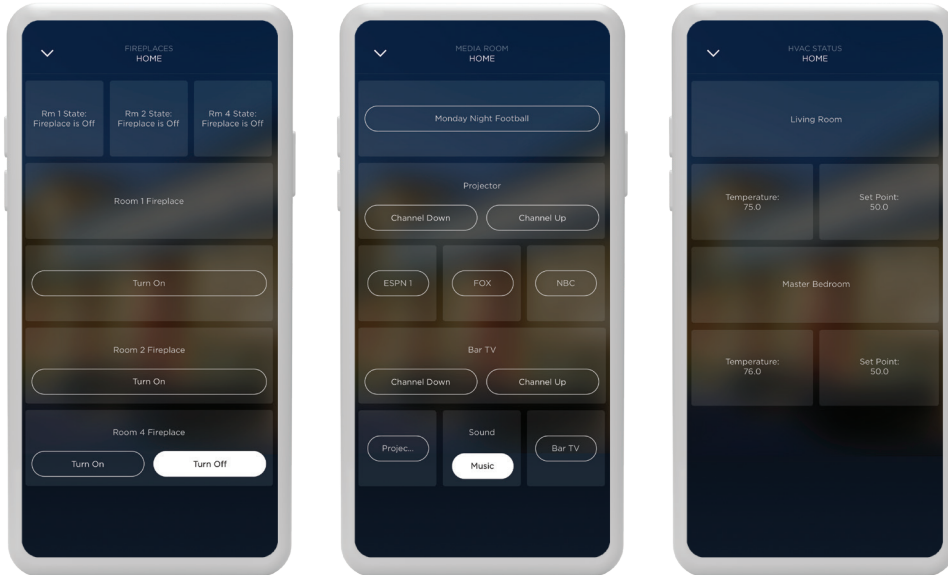 FIREPLACES
HOME
Rm 1 State:
Fireplace is Off
Rm 2 State:
Fireplace is Off
Rm 4 State:
Fireplace is Off
Room 1 Fireplace
Turn On
Room 2 Fireplace
Turn On
Room 4 Fireplace
Turn On
Turn Off
MEDIA ROOM
HOME
Monday Night Football
Projector
Channel Down
Channel Up
ESPN 1
FOX
NBC
Bar TV
Channel Down
Channel Up
Projec...
Sound
Music
Bar TV
HVAC STATUS
HOME
Living Room
Temperature:
75.0
Set Point:
50.0
Master Bedroom
Temperature:
76.0
Set Point:
50.0